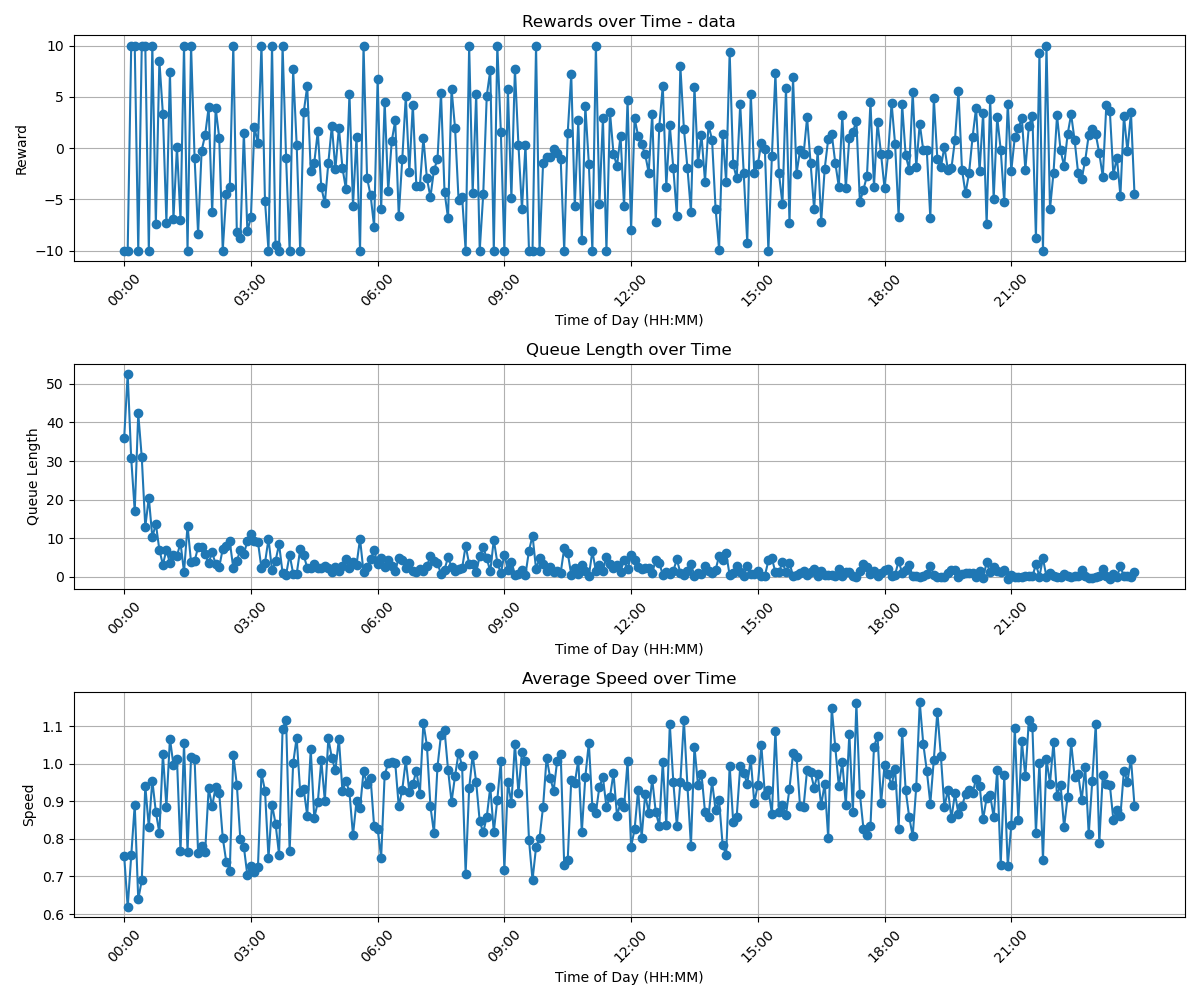 Rewards over Time - data
10
5
0
−5
−10
Reward
00:00 03:00 06:00 09:00 12:00 15:00 18:00 21:00
Time of Day (HH:MM)
Queue Length over Time
50
40
30
20
10
0
Queue Length
00:00 03:00 06:00 09:00 12:00 15:00 18:00 21:00
Time of Day (HH:MM)
Average Speed over Time
1.1
1.0
0.9
0.8
0.7
0.6
Speed
00:00 03:00 06:00 09:00 12:00 15:00 18:00 21:00
Time of Day (HH:MM)